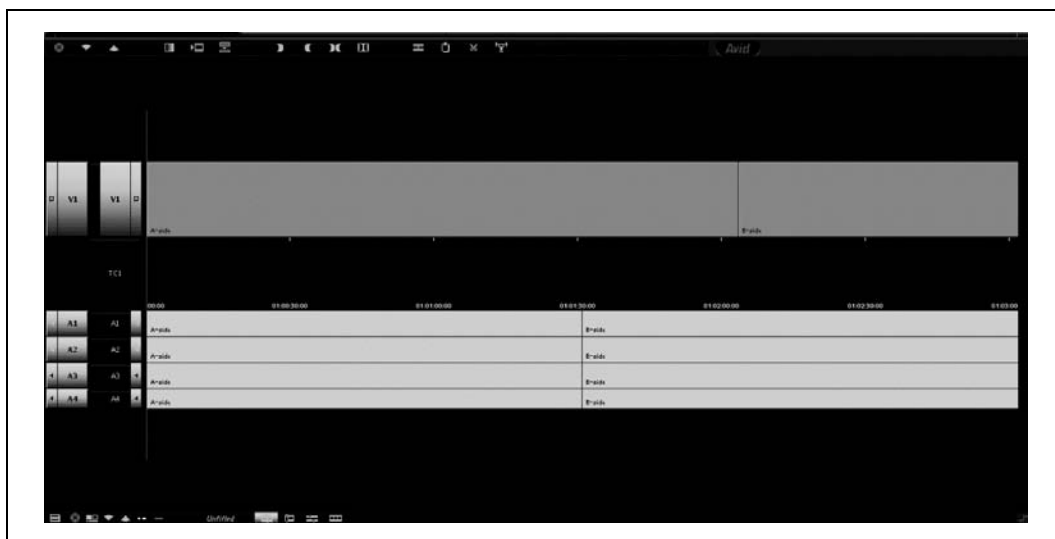 Avid
V1 V1
A-side B-side
TC1
00:00 01:00:30:00 01:01:00:00 01:01:30:00 01:02:00:00 01:02:30:00 01:03:00
A1 A1 A-side B-side
A2 A2 A-side B-side
A3 A3 A-side B-side
A4 A4 A-side B-side
Untitled